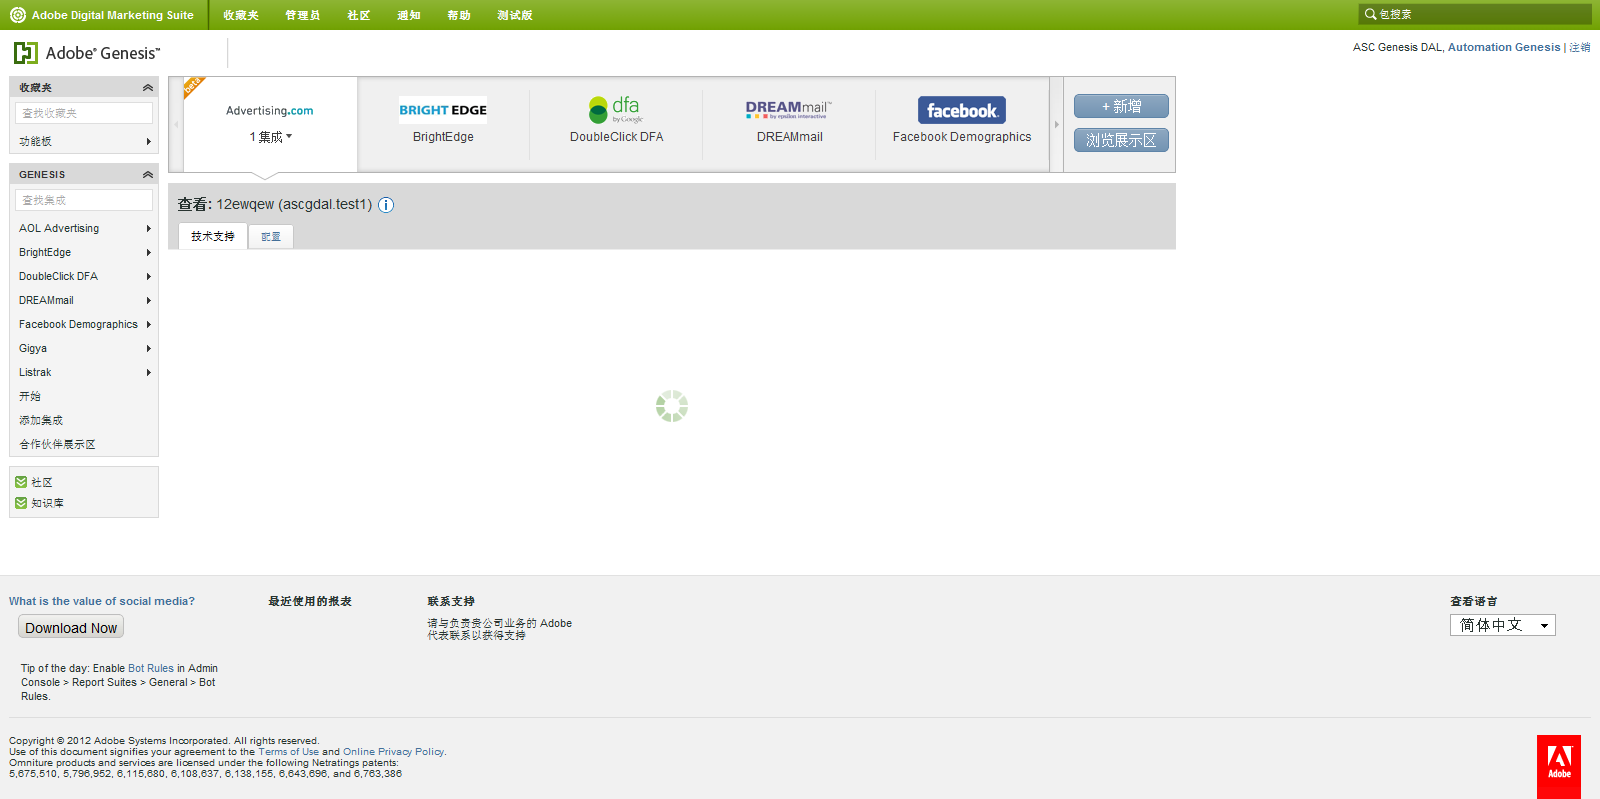 Adobe Digital Marketing Suite 收藏夹 管理员 社区 通知 帮助 测试版 包搜索
Adobe® Genesis™ ASC Genesis DAL, Automation Genesis | 注销
收藏夹
查找收藏夹
功能板
GENESIS
查找集成
AOL Advertising
BrightEdge
DoubleClick DFA
DREAMmail
Facebook Demographics
Gigya
Listrak
开始
添加集成
合作伙伴展示区
社区
知识库
beta
Advertising.com
1 集成
BRIGHT EDGE
BrightEdge
dfa
by Google
DoubleClick DFA
DREAMmail™
by epsilon interactive
DREAMmail
facebook.
Facebook Demographics
+ 新增
浏览展示区
查看: 12ewqew (ascgdal.test1) i
技术支持 配置
What is the value of social media?
Download Now
Tip of the day: Enable Bot Rules in Admin
Console > Report Suites > General > Bot
Rules.
最近使用的报表
联系支持
请与负责贵公司业务的 Adobe
代表联系以获得支持
查看语言
简体中文
Copyright © 2012 Adobe Systems Incorporated. All rights reserved.
Use of this document signifies your agreement to the Terms of Use and Online Privacy Policy.
Omniture products and services are licensed under the following Netratings patents:
5,675,510, 5,796,952, 6,115,680, 6,108,637, 6,138,155, 6,643,696, and 6,763,386
Adobe